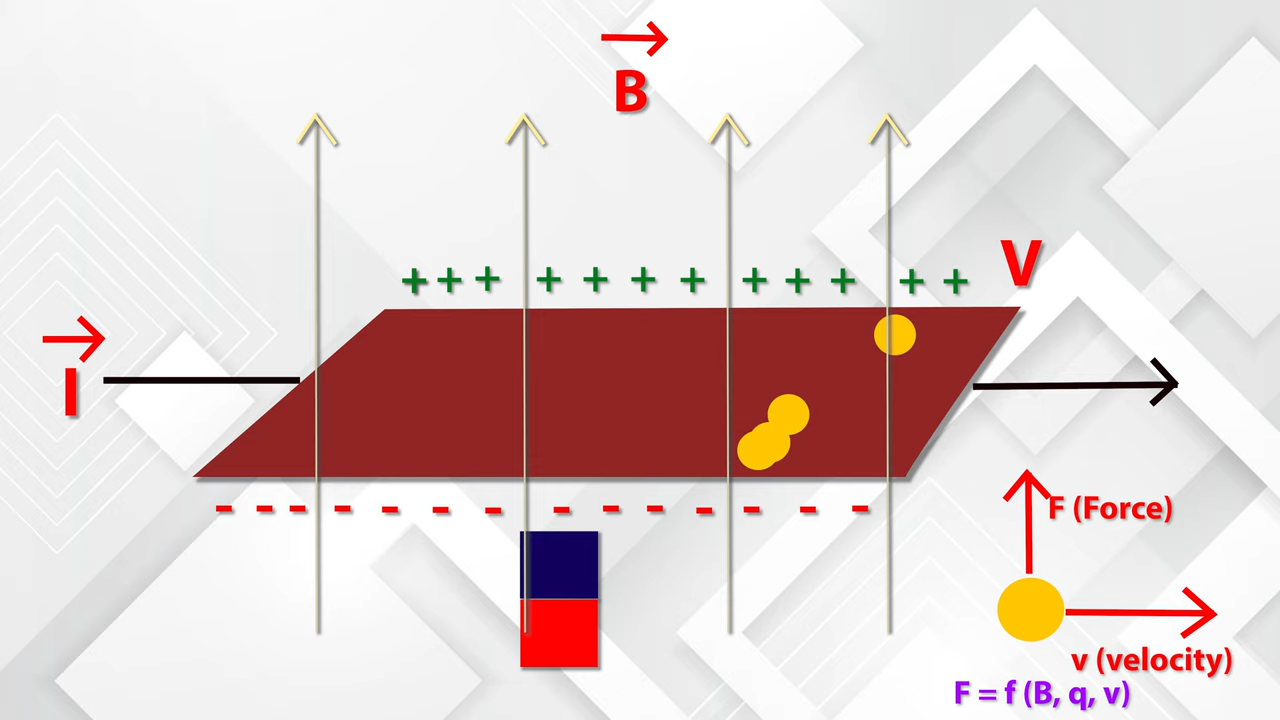 B
+ + + + + + + + + + + +
V
I
- - - - - - - - - - - - - -
F (Force)
v (velocity)
F = f (B, q, v)